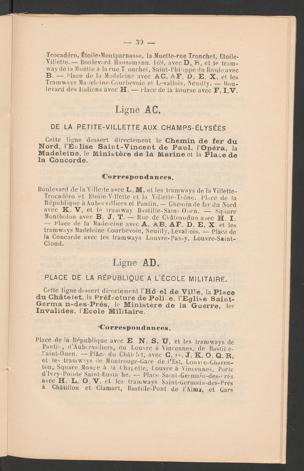 — 39 —
Trocadéro, Étoile-Montparnasse, la Muette-rue Tronchet, Étoile-
Villette. — Boulevard Haussmann, 169, avec D, R, et le tram-
way de la Muette à la rue Tronchet, Saint-Philippe du Roule avec
B. — Place de la Madeleine avec AC, AF, D, E, X, et les
Tramways Madeleine-Courbevoie et Levallois, Neuilly. — Bou-
levard des Italiens avec H. — Place de la Bourse avec F, I, V.
Ligne AC.
DE LA PETITE-VILLETTE AUX CHAMPS-ÉLYSÉES
Cette ligne dessert directement le Chemin de fer du
Nord, l'Église Saint-Vincent de Paul, l'Opéra, la
Madeleine, le Ministère de la Marine et la Place de
la Concorde.
Correspondances.
Boulevard de la Villette avec L, M, et les tramways de la Villette-
Trocadéro et Étoile-Villette et la Villette-Trône. Place de la
République à Aubervilliers et Pantin. — Chemin de fer du Nord
avec K, V, et le tramway Bastille-Saint-Ouen. — Square
Montholon avec B, J, T. — Rue de Châteaudun avec H, I.
— Place de la Madeleine avec A, AB, AF, D, E, X et les
tramways Madeleine Courbevoie, Neuilly, Levallois. — Place de
la Concorde avec les tramways Louvre-Passy, Louvre-Saint-
Cloud.
Ligne AD.
PLACE DE LA RÉPUBLIQUE A L'ÉCOLE MILITAIRE.
Cette ligne dessert directement l'Hôtel de Ville, la Place
du Châtelet, la Préfecture de Police, l'Église Saint-
Germain-des-Prés, le Ministère de la Guerre, les
Invalides, l'École Militaire.
Correspondances.
Place de la République avec E, N, S, U, et les tramways de
Pantin, d'Aubervilliers, du Louvre à Vincennes, de Bastille-
Saint-Ouen. — Place du Châtelet, avec C, G, J, K, O, Q, R,
et les tramways de Montrouge-Gare de l'Est, Louvre-Charen-
ton, Square Monge à la Chapelle, Louvre à Vincennes, Porte
d'Ivry-Pointe Saint-Eustache. — Place Saint-Germain-des-Prés
avec H, L, O, V, et les tramways Saint-Germain-des-Prés
à Châtillon et Clamart, Bastille-Pont de l'Alma, et Gare